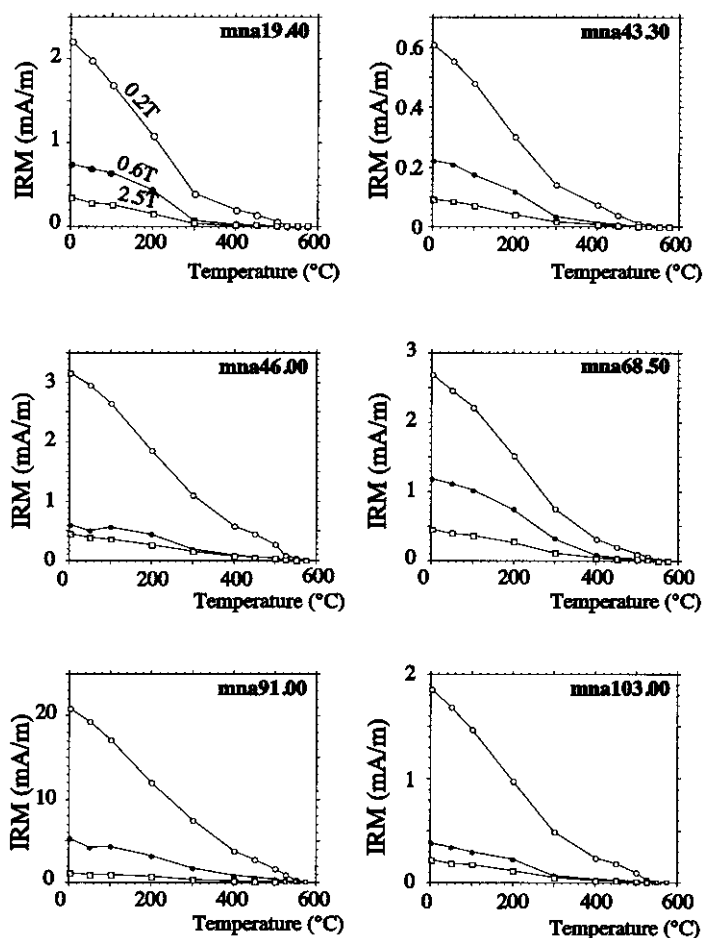 mna19.40
IRM (mA/m)
2
1
0
0.2T
0.6T
2.5T
0 200 400 600
Temperature (°C)
mna43.30
IRM (mA/m)
0.6
0.4
0.2
0
0 200 400 600
Temperature (°C)
mna46.00
IRM (mA/m)
3
2
1
0
0 200 400 600
Temperature (°C)
mna68.50
IRM (mA/m)
3
2
1
0
0 200 400 600
Temperature (°C)
mna91.00
IRM (mA/m)
20
10
0
0 200 400 600
Temperature (°C)
mna103.00
IRM (mA/m)
2
1
0
0 200 400 600
Temperature (°C)